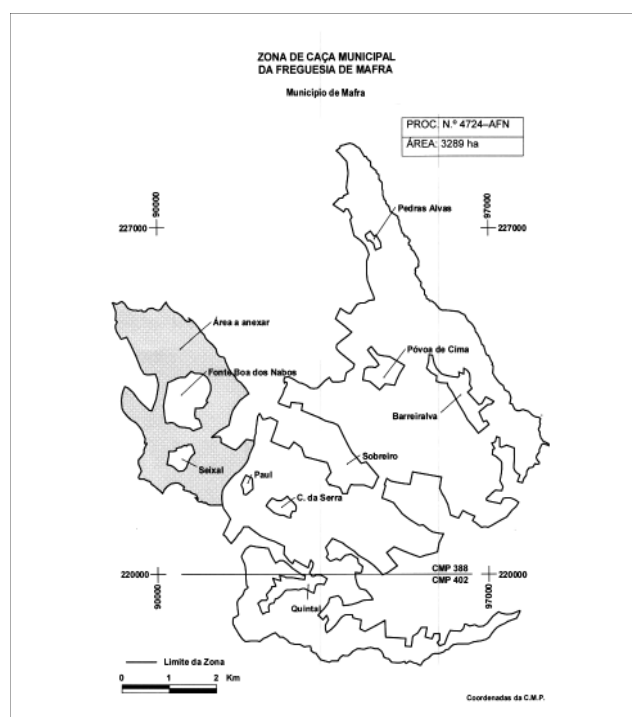 ZONA DE CAÇA MUNICIPAL
DA FREGUESIA DE MAFRA
Município de Mafra
PROC. N.º 4724–AFN
ÁREA: 3289 ha
90000
97000
Pedras Alvas
227000
227000
Área a anexar
Póvoa de Cima
Fonte Boa dos Nabos
Barreiralva
Sobreiro
Seixal
Paul
C. da Serra
CMP 388
220000
220000
CMP 402
90000
97000
Quintal
Limite da Zona
0 1 2 Km
Coordenadas da C.M.P.